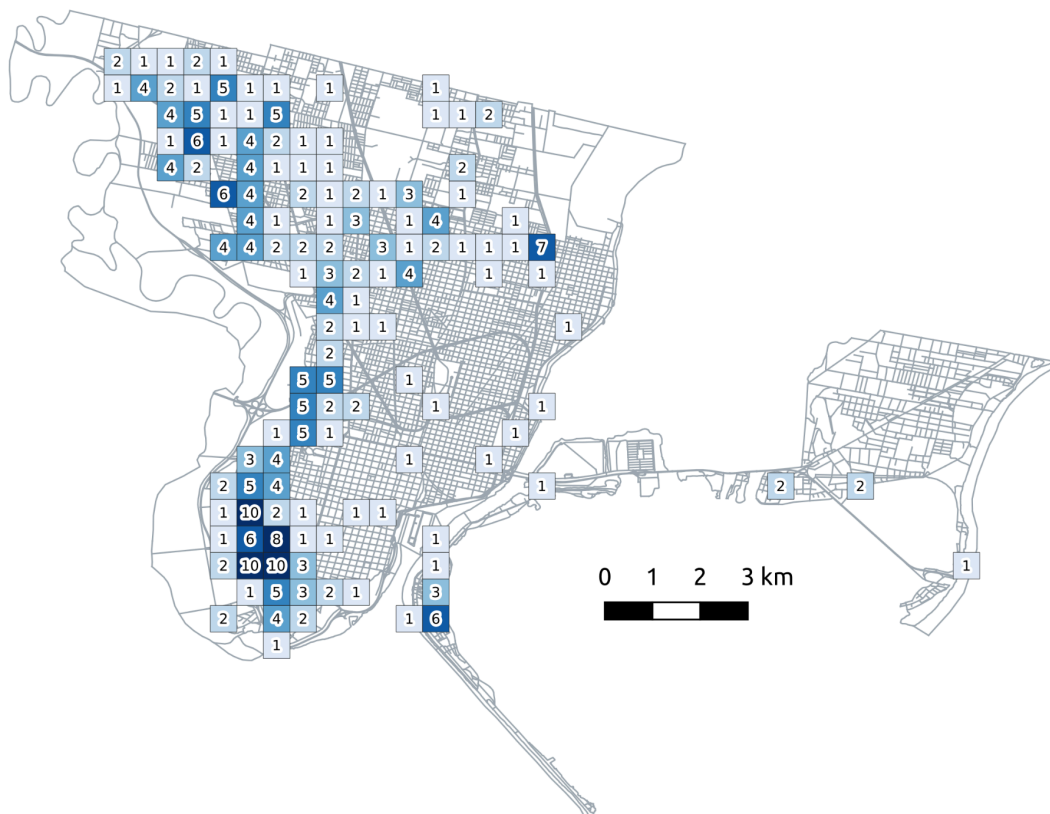 2 1 1 2 1
1 4 2 1 5 1 1 1 1
4 5 1 1 5 1 1 2
1 6 1 4 2 1 1
4 2 4 1 1 1 2
6 4 2 1 2 1 3 1
4 1 1 3 1 4 1
4 4 2 2 2 3 1 2 1 1 1 7
1 3 2 1 4 1 1
4 1
2 1 1 1
2
5 5 1
5 2 2 1 1
1 5 1 1
3 4 1 1
2 5 4 1 2 2
1 10 2 1 1 1
1 6 8 1 1 1
2 10 10 3 1 1
0 1 2 3 km
1 5 3 2 1 3
2 4 2 1 6
1